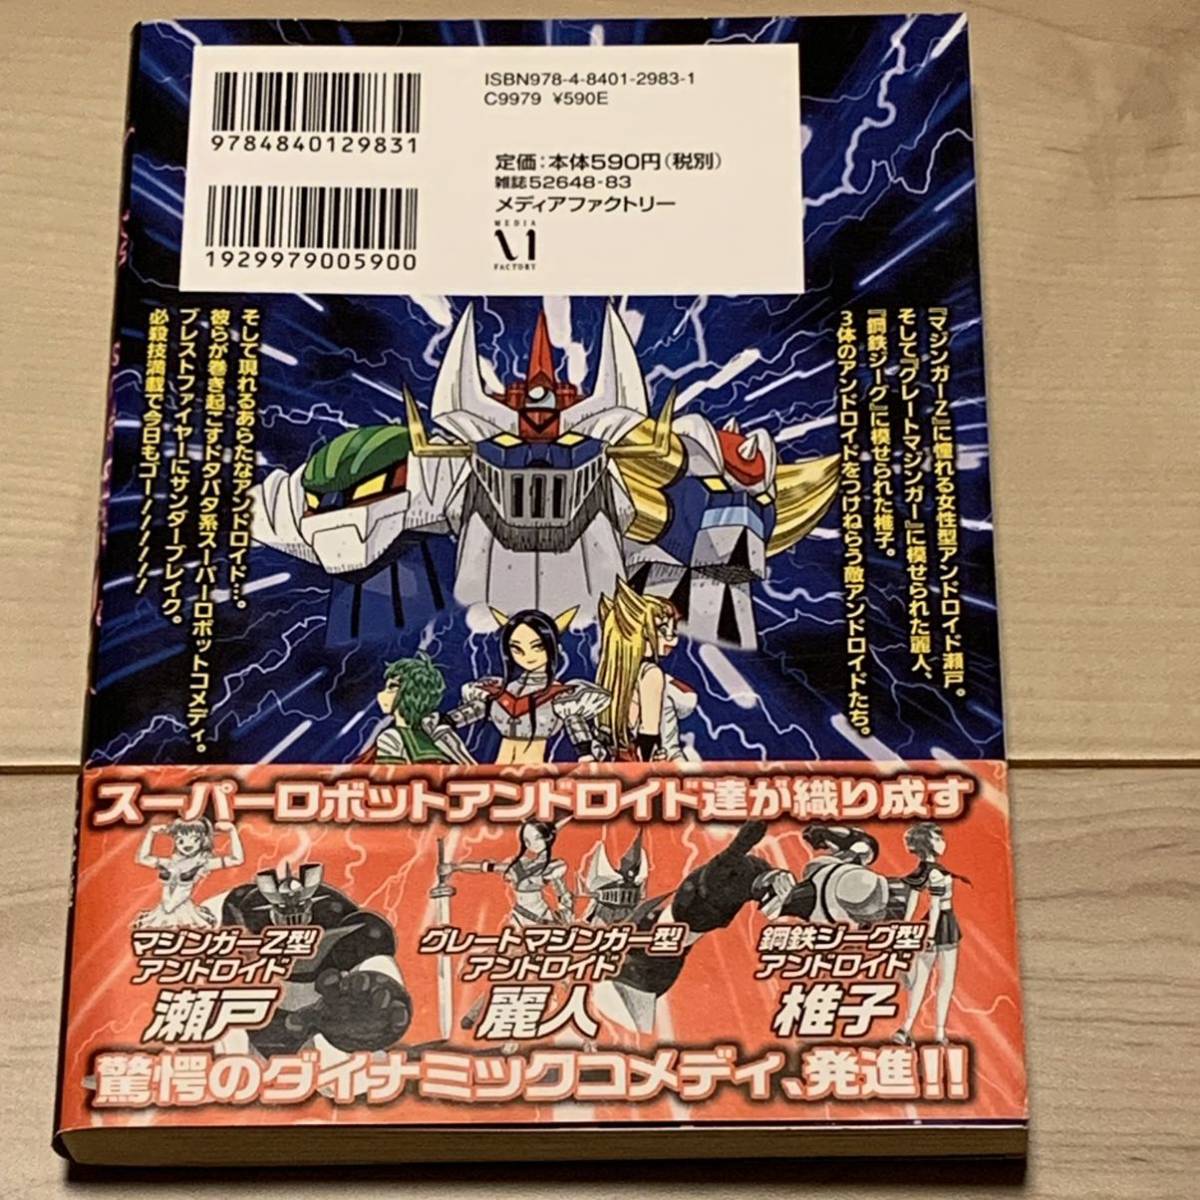 ISBN978-4-8401-2983-1
C9979 ¥590E
9784840129831
定価：本体590円（税別）
雑誌52648-83
メディアファクトリー
MEDIA
FACTORY
1929979005900
『マジンガーZ』に憧れる女性型アンドロイド瀬戸。
そして『グレートマジンガー』に模せられた麗人、
『鋼鉄ジーグ』に模せられた椎子。
3体のアンドロイドをつけねらう敵アンドロイドたち。
そして現れるあらたなアンドロイド…。
彼らが巻き起こすドタバタ系スーパーロボットコメディ。
ブレストファイヤーにサンダーブレイク。
必殺技満載で今日もゴー!!!!!!
スーパーロボットアンドロイド達が織り成す
マジンガーZ型
アンドロイド
瀬戸
グレートマジンガー型
アンドロイド
麗人
鋼鉄ジーグ型
アンドロイド
椎子
驚愕のダイナミックコメディ、発進!!